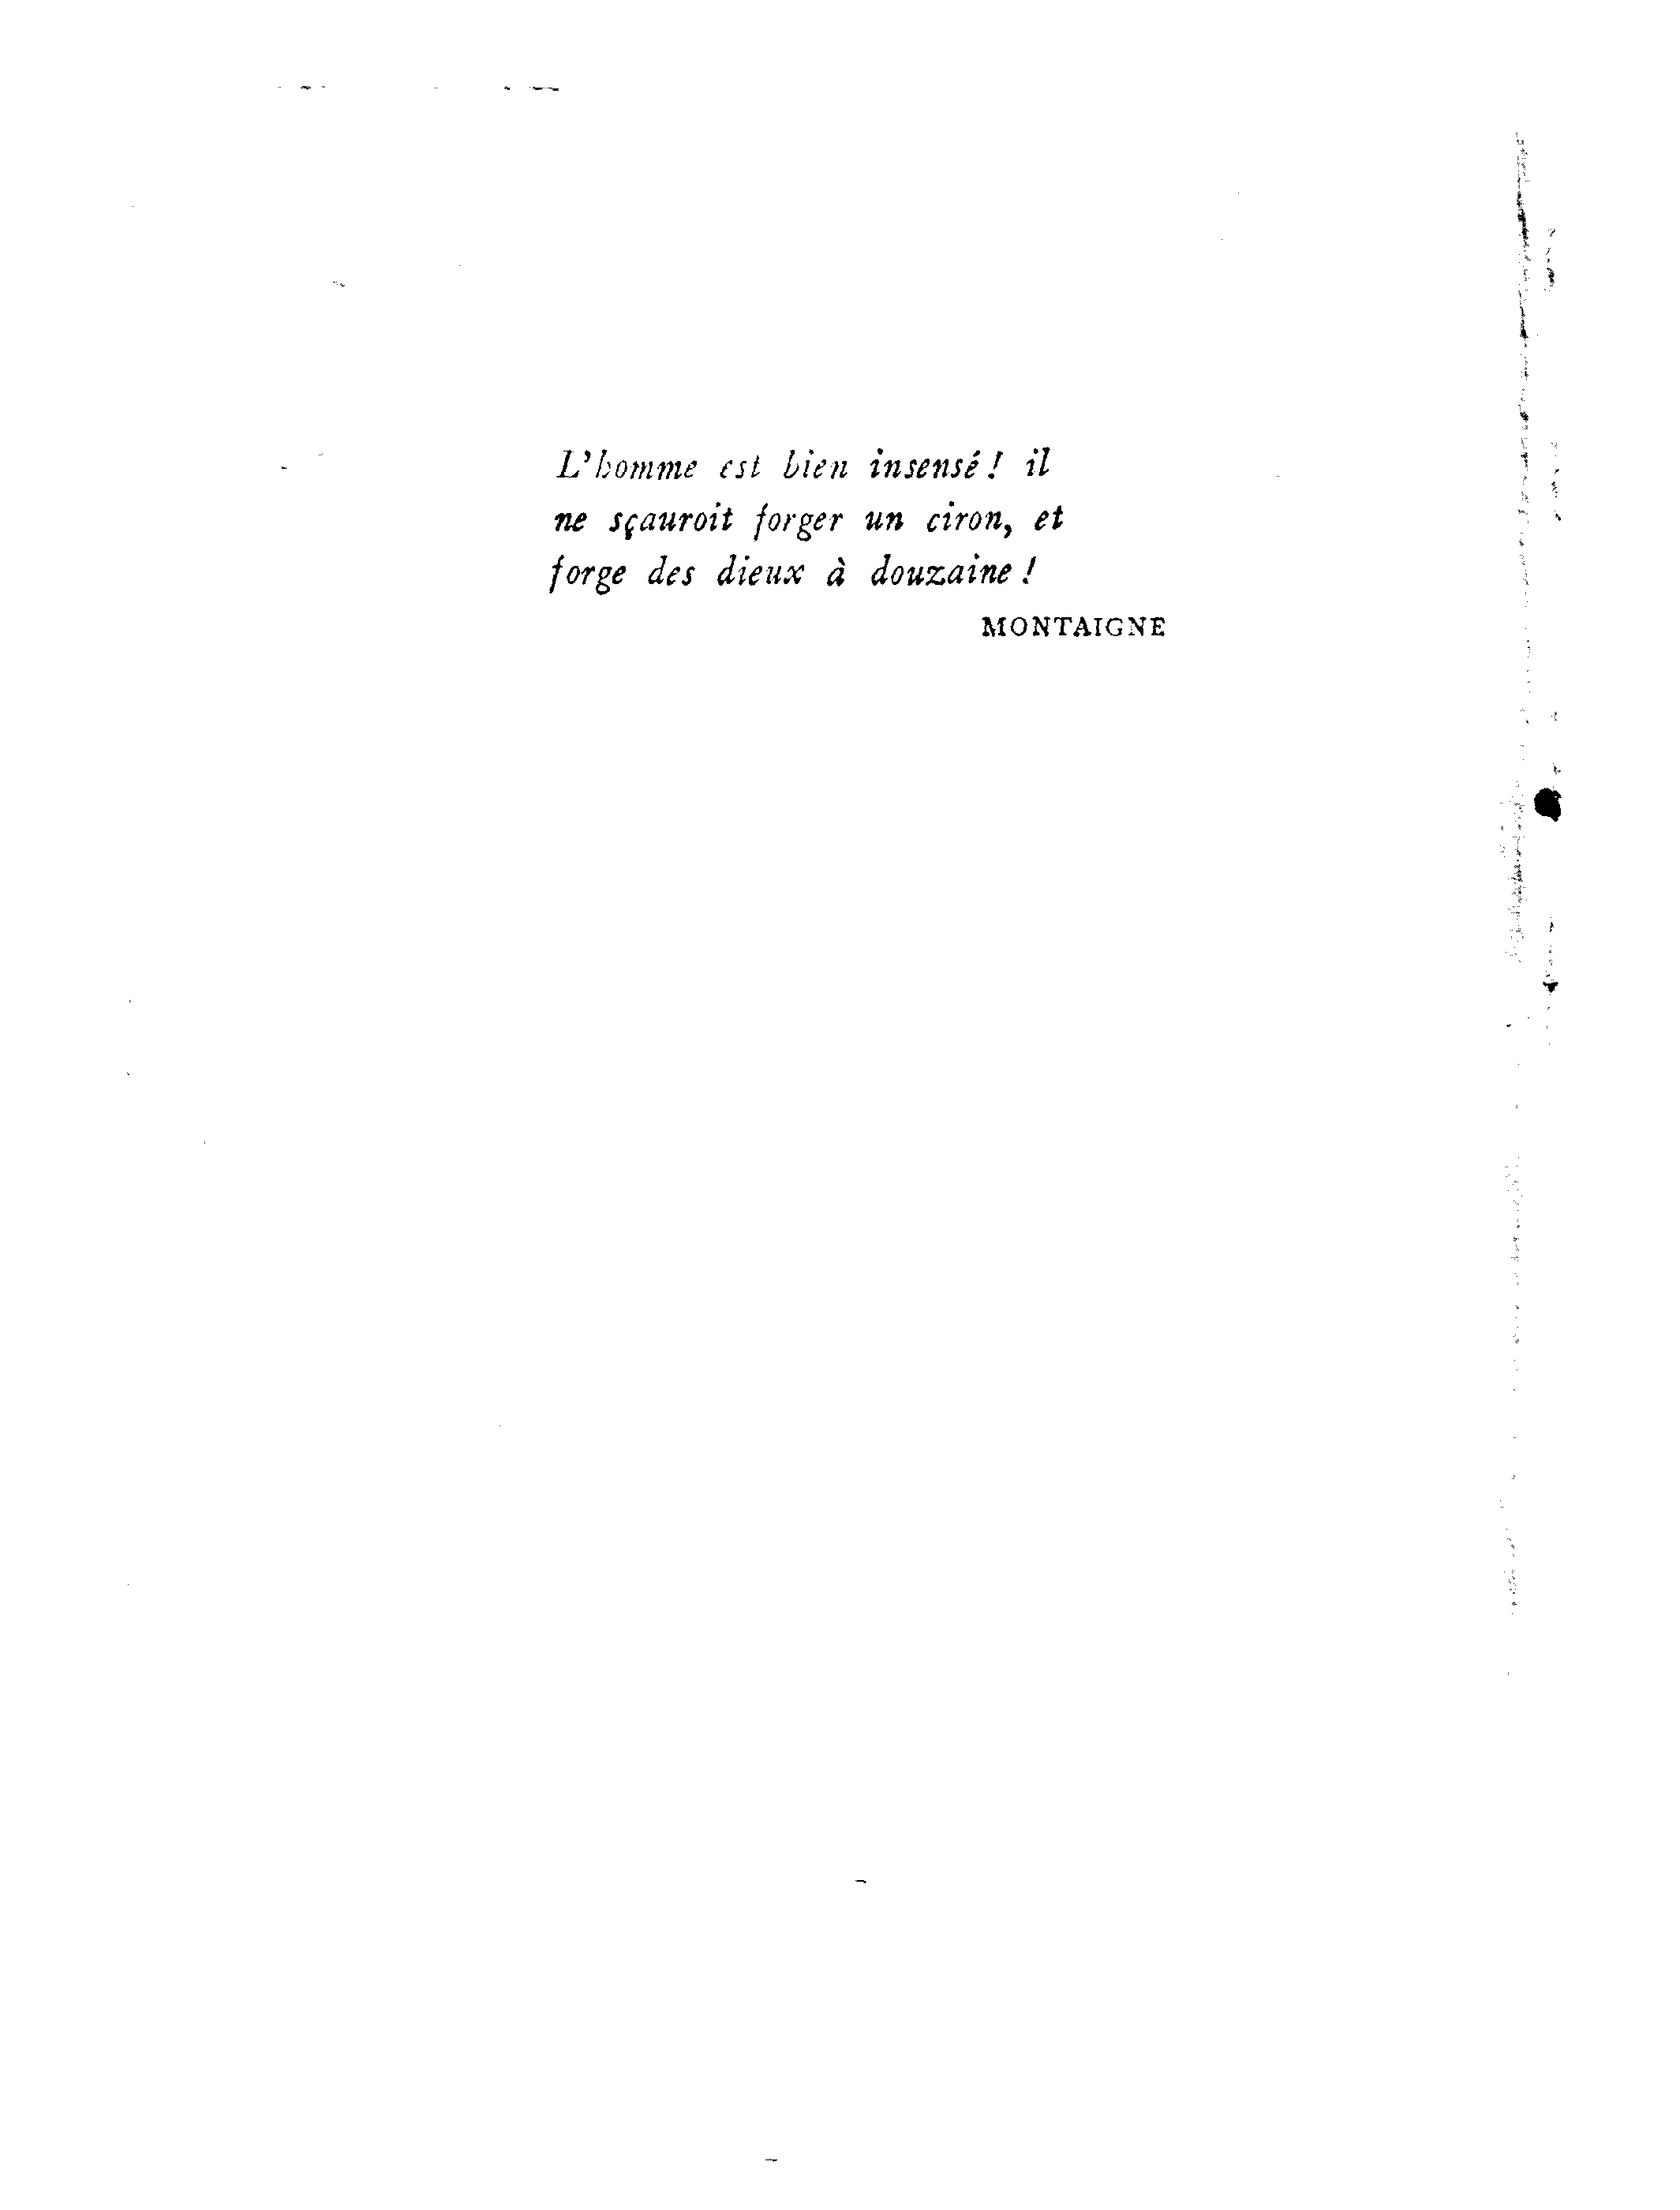 L'homme est bien insensé! il
ne sçauroit forger un ciron, et
forge des dieux à douzaine!
MONTAIGNE